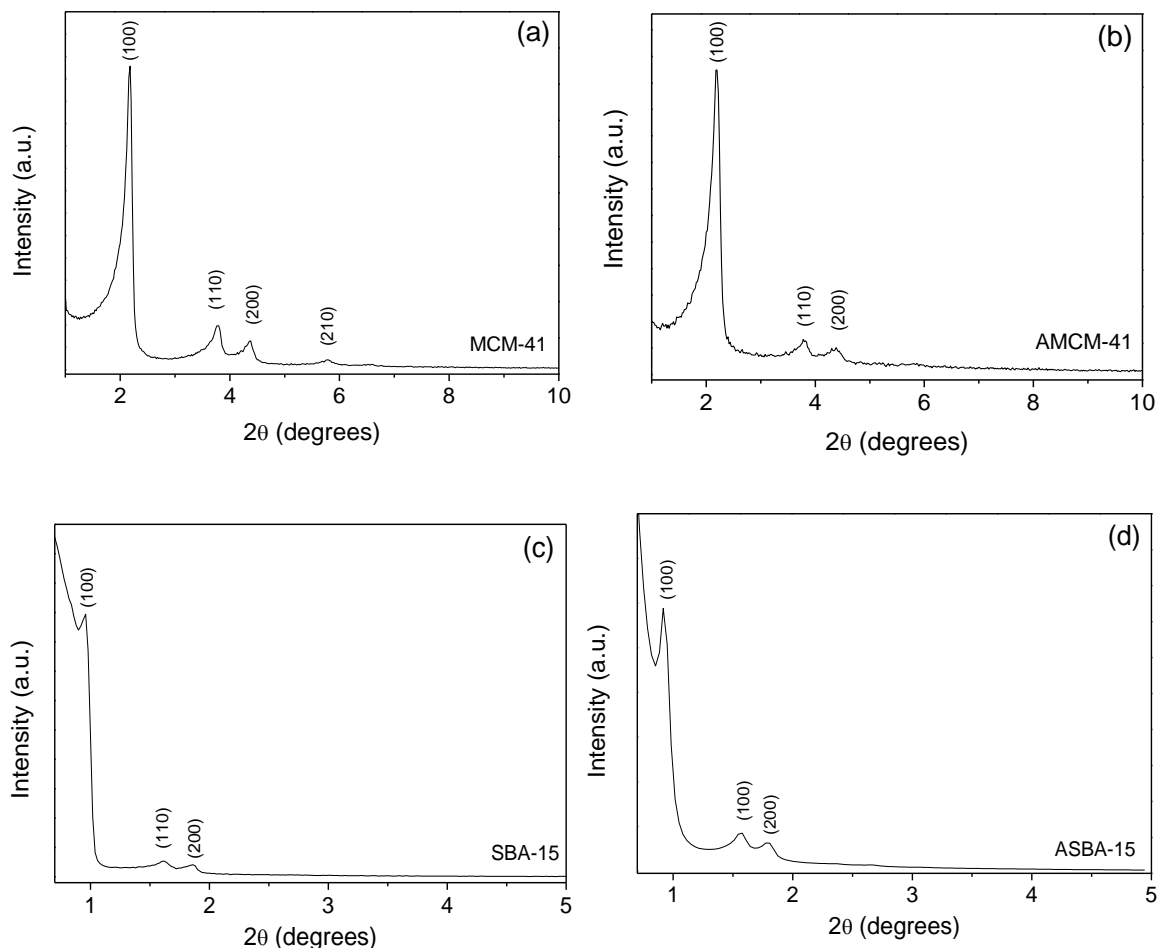 (a)
(100)
(110)
(200)
(210)
MCM-41
Intensity (a.u.)
2 4 6 8 10
2θ (degrees)
(b)
(100)
(110)
(200)
AMCM-41
Intensity (a.u.)
2 4 6 8 10
2θ (degrees)
(c)
(100)
(110)
(200)
SBA-15
Intensity (a.u.)
1 2 3 4 5
2θ (degrees)
(d)
(100)
(100)
(200)
ASBA-15
Intensity (a.u.)
1 2 3 4 5
2θ (degrees)